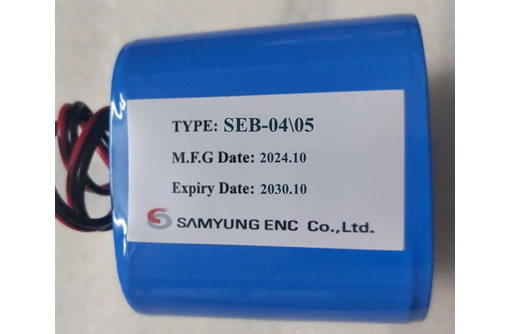 TYPE: SEB-04\05
M.F.G Date: 2024.10
Expiry Date: 2030.10
SAMYUNG ENC Co.,Ltd.